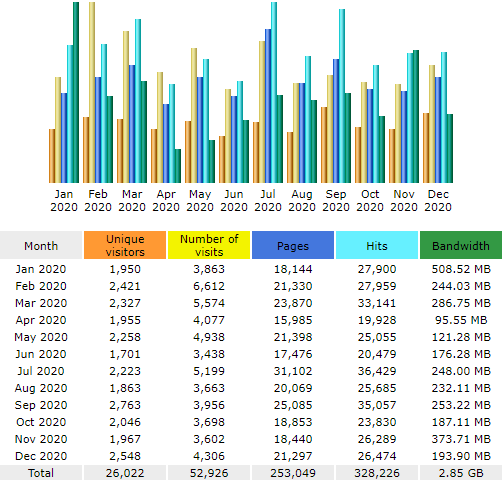 Jan Feb Mar Apr May Jun Jul Aug Sep Oct Nov Dec
2020 2020 2020 2020 2020 2020 2020 2020 2020 2020 2020 2020
Month Unique visitors Number of visits Pages Hits Bandwidth
Jan 2020 1,950 3,863 18,144 27,900 508.52 MB
Feb 2020 2,421 6,612 21,330 27,959 244.03 MB
Mar 2020 2,327 5,574 23,870 33,141 286.75 MB
Apr 2020 1,955 4,077 15,985 19,928 95.55 MB
May 2020 2,258 4,938 21,398 25,055 121.28 MB
Jun 2020 1,701 3,438 17,476 20,479 176.28 MB
Jul 2020 2,223 5,199 31,102 36,429 248.00 MB
Aug 2020 1,863 3,663 20,069 25,685 232.11 MB
Sep 2020 2,763 3,956 25,085 35,057 253.22 MB
Oct 2020 2,046 3,698 18,853 23,830 187.11 MB
Nov 2020 1,967 3,602 18,440 26,289 373.71 MB
Dec 2020 2,548 4,306 21,297 26,474 193.90 MB
Total 26,022 52,926 253,049 328,226 2.85 GB